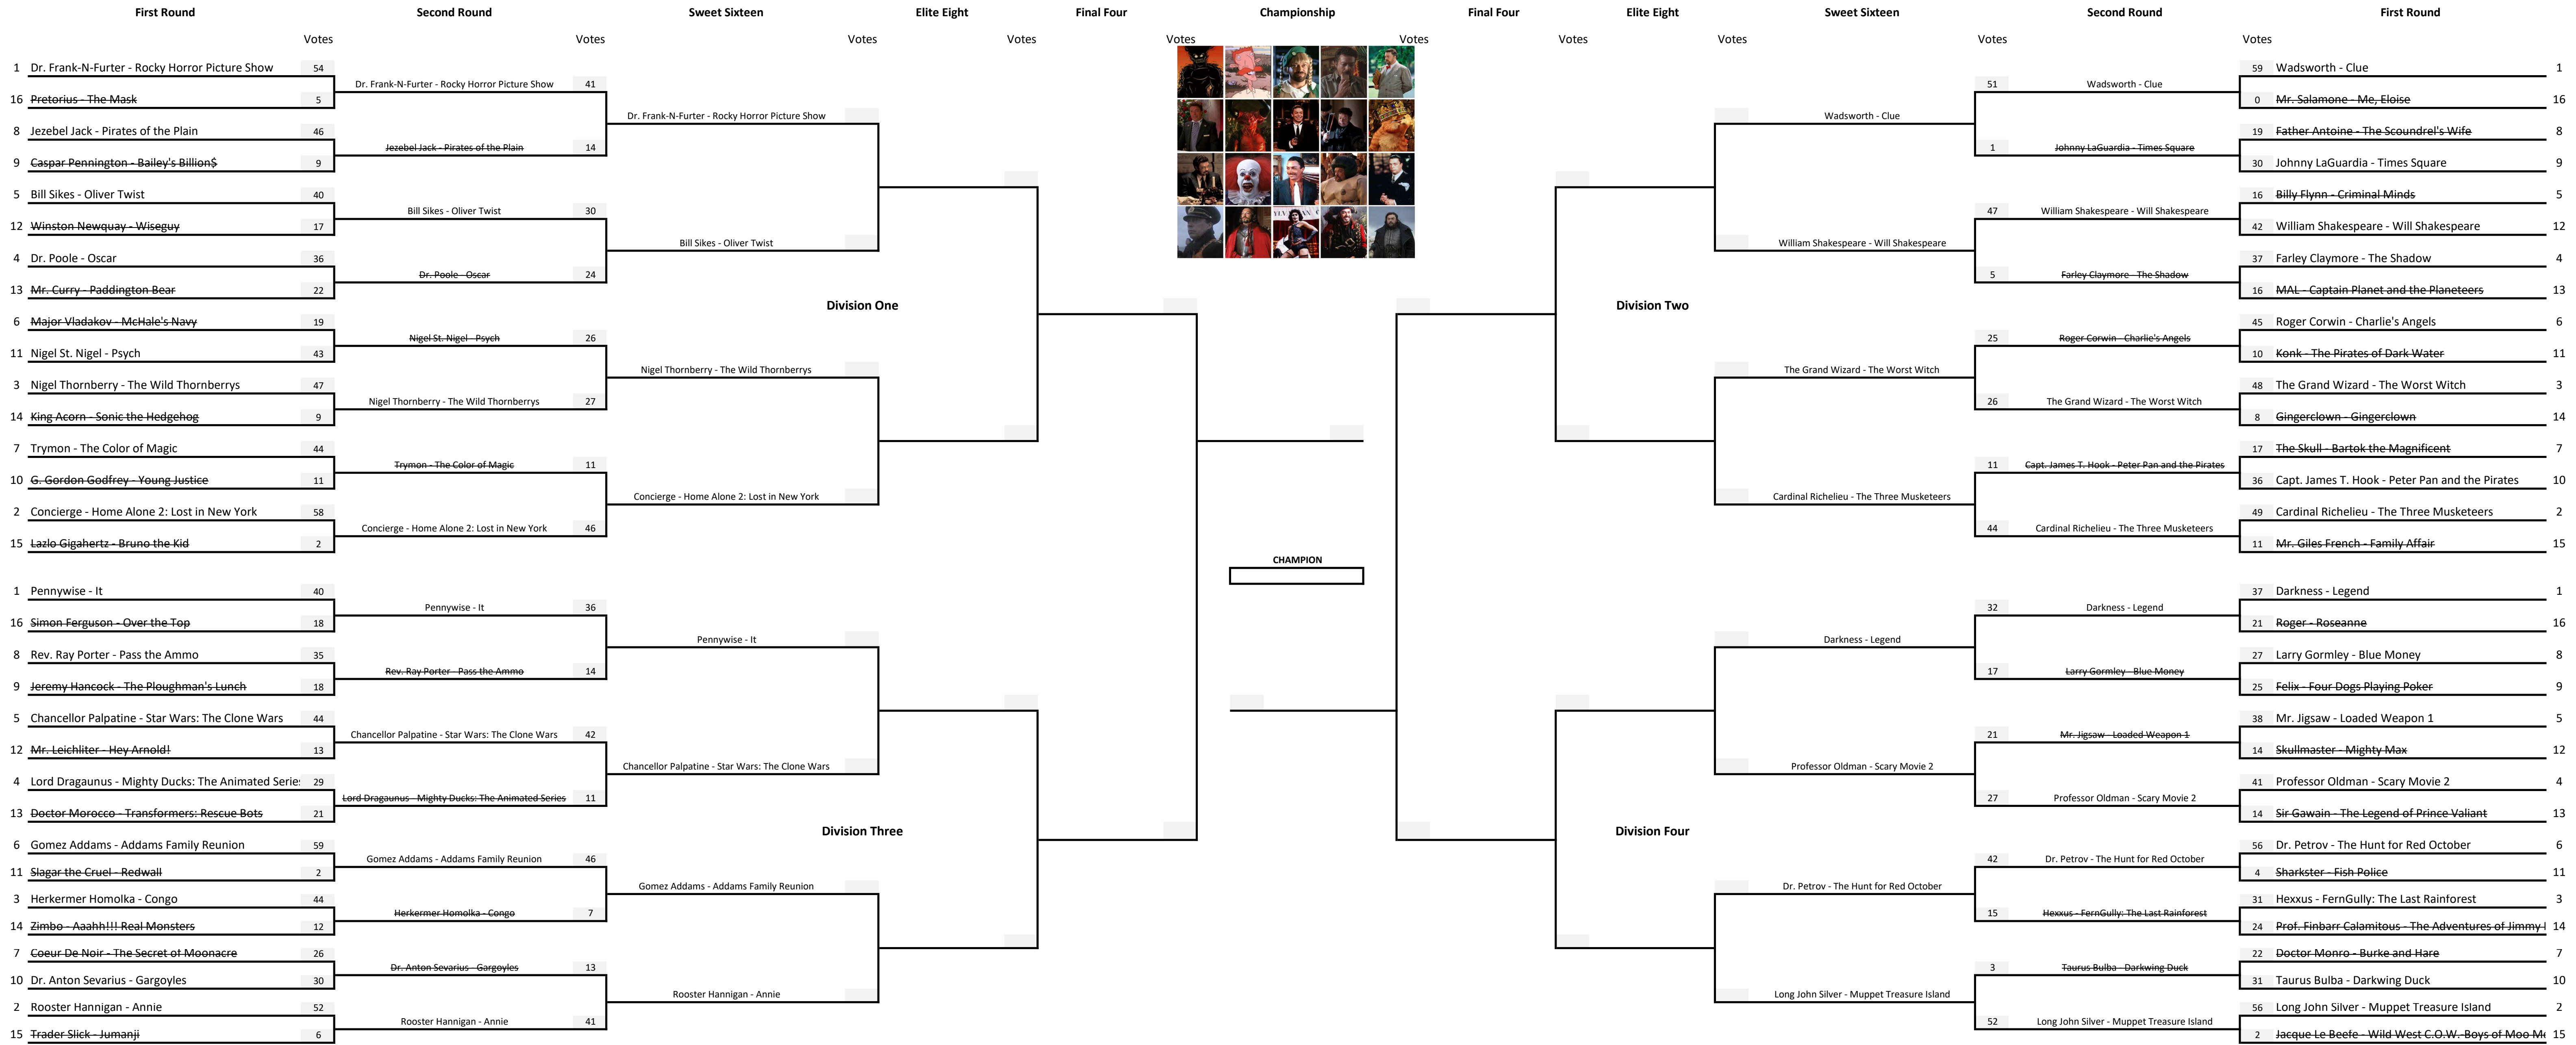 First Round Second Round Sweet Sixteen Elite Eight Final Four Championship Final Four Elite Eight Sweet Sixteen Second Round First Round
Votes Votes Votes Votes Votes Votes Votes Votes Votes Votes
1 Dr. Frank-N-Furter - Rocky Horror Picture Show 54
16 Pretorius - The Mask 5
8 Jezebel Jack - Pirates of the Plain 46
9 Caspar Pennington - Bailey's Billion$ 9
5 Bill Sikes - Oliver Twist 40
12 Winston Newquay - Wiseguy 17
4 Dr. Poole - Oscar 36
13 Mr. Curry - Paddington Bear 22
6 Major Vladakov - McHale's Navy 19
11 Nigel St. Nigel - Psych 43
3 Nigel Thornberry - The Wild Thornberrys 47
14 King Acorn - Sonic the Hedgehog 9
7 Trymon - The Color of Magic 44
10 G. Gordon Godfrey - Young Justice 11
2 Concierge - Home Alone 2: Lost in New York 58
15 Lazlo Gigahertz - Bruno the Kid 2
Dr. Frank-N-Furter - Rocky Horror Picture Show 41
Jezebel Jack - Pirates of the Plain 14
Bill Sikes - Oliver Twist 30
Dr. Poole - Oscar 24
Nigel St. Nigel - Psych 26
Nigel Thornberry - The Wild Thornberrys 27
Trymon - The Color of Magic 11
Concierge - Home Alone 2: Lost in New York 46
Dr. Frank-N-Furter - Rocky Horror Picture Show
Bill Sikes - Oliver Twist
Nigel Thornberry - The Wild Thornberrys
Concierge - Home Alone 2: Lost in New York
Division One
1 Pennywise - It 40
16 Simon Ferguson - Over the Top 18
8 Rev. Ray Porter - Pass the Ammo 35
9 Jeremy Hancock - The Ploughman's Lunch 18
5 Chancellor Palpatine - Star Wars: The Clone Wars 44
12 Mr. Leichliter - Hey Arnold! 13
4 Lord Dragaunus - Mighty Ducks: The Animated Series 29
13 Doctor Morocco - Transformers: Rescue Bots 21
6 Gomez Addams - Addams Family Reunion 59
11 Slagar the Cruel - Redwall 2
3 Herkermer Homolka - Congo 44
14 Zimbo - Aaahh!!! Real Monsters 12
7 Coeur De Noir - The Secret of Moonacre 26
10 Dr. Anton Sevarius - Gargoyles 30
2 Rooster Hannigan - Annie 52
15 Trader Slick - Jumanji 6
Pennywise - It 36
Rev. Ray Porter - Pass the Ammo 14
Chancellor Palpatine - Star Wars: The Clone Wars 42
Lord Dragaunus - Mighty Ducks: The Animated Series 11
Gomez Addams - Addams Family Reunion 46
Herkermer Homolka - Congo 7
Dr. Anton Sevarius - Gargoyles 13
Rooster Hannigan - Annie 41
Pennywise - It
Chancellor Palpatine - Star Wars: The Clone Wars
Gomez Addams - Addams Family Reunion
Rooster Hannigan - Annie
Division Three
CHAMPION
Division Two
Wadsworth - Clue
William Shakespeare - Will Shakespeare
The Grand Wizard - The Worst Witch
Cardinal Richelieu - The Three Musketeers
51 Wadsworth - Clue
1 Johnny LaGuardia - Times Square
47 William Shakespeare - Will Shakespeare
5 Farley Claymore - The Shadow
25 Roger Corwin - Charlie's Angels
26 The Grand Wizard - The Worst Witch
11 Capt. James T. Hook - Peter Pan and the Pirates
44 Cardinal Richelieu - The Three Musketeers
59 Wadsworth - Clue 1
0 Mr. Salamone - Me, Eloise 16
19 Father Antoine - The Scoundrel's Wife 8
30 Johnny LaGuardia - Times Square 9
16 Billy Flynn - Criminal Minds 5
42 William Shakespeare - Will Shakespeare 12
37 Farley Claymore - The Shadow 4
16 MAL - Captain Planet and the Planeteers 13
45 Roger Corwin - Charlie's Angels 6
10 Konk - The Pirates of Dark Water 11
48 The Grand Wizard - The Worst Witch 3
8 Gingerclown - Gingerclown 14
17 The Skull - Bartok the Magnificent 7
36 Capt. James T. Hook - Peter Pan and the Pirates 10
49 Cardinal Richelieu - The Three Musketeers 2
11 Mr. Giles French - Family Affair 15
Division Four
Darkness - Legend
Professor Oldman - Scary Movie 2
Dr. Petrov - The Hunt for Red October
Long John Silver - Muppet Treasure Island
32 Darkness - Legend
17 Larry Gormley - Blue Money
21 Mr. Jigsaw - Loaded Weapon 1
27 Professor Oldman - Scary Movie 2
42 Dr. Petrov - The Hunt for Red October
15 Hexxus - FernGully: The Last Rainforest
3 Taurus Bulba - Darkwing Duck
52 Long John Silver - Muppet Treasure Island
37 Darkness - Legend 1
21 Roger - Roseanne 16
27 Larry Gormley - Blue Money 8
25 Felix - Four Dogs Playing Poker 9
38 Mr. Jigsaw - Loaded Weapon 1 5
14 Skullmaster - Mighty Max 12
41 Professor Oldman - Scary Movie 2 4
14 Sir Gawain - The Legend of Prince Valiant 13
56 Dr. Petrov - The Hunt for Red October 6
4 Sharkster - Fish Police 11
31 Hexxus - FernGully: The Last Rainforest 3
24 Prof. Finbarr Calamitous - The Adventures of Jimmy 14
22 Doctor Monro - Burke and Hare 7
31 Taurus Bulba - Darkwing Duck 10
56 Long John Silver - Muppet Treasure Island 2
2 Jacque Le Beefe - Wild West C.O.W.-Boys of Moo 15